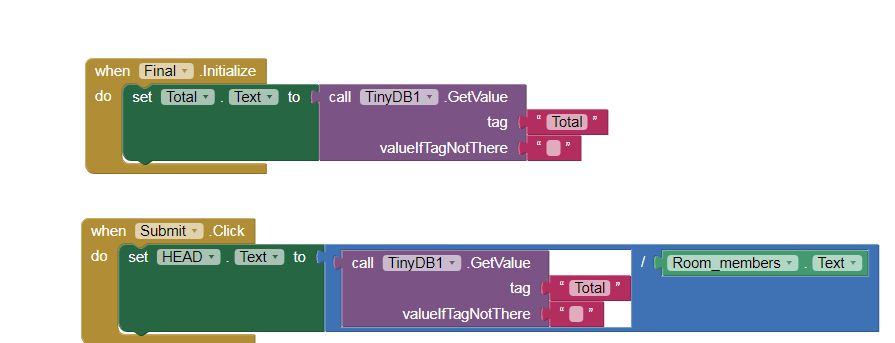 when Final .Initialize
do set Total . Text to call TinyDB1 .GetValue
tag " Total "
valueIfTagNotThere " "
when Submit .Click
do set HEAD . Text to call TinyDB1 .GetValue / Room_members . Text
tag " Total "
valueIfTagNotThere " "